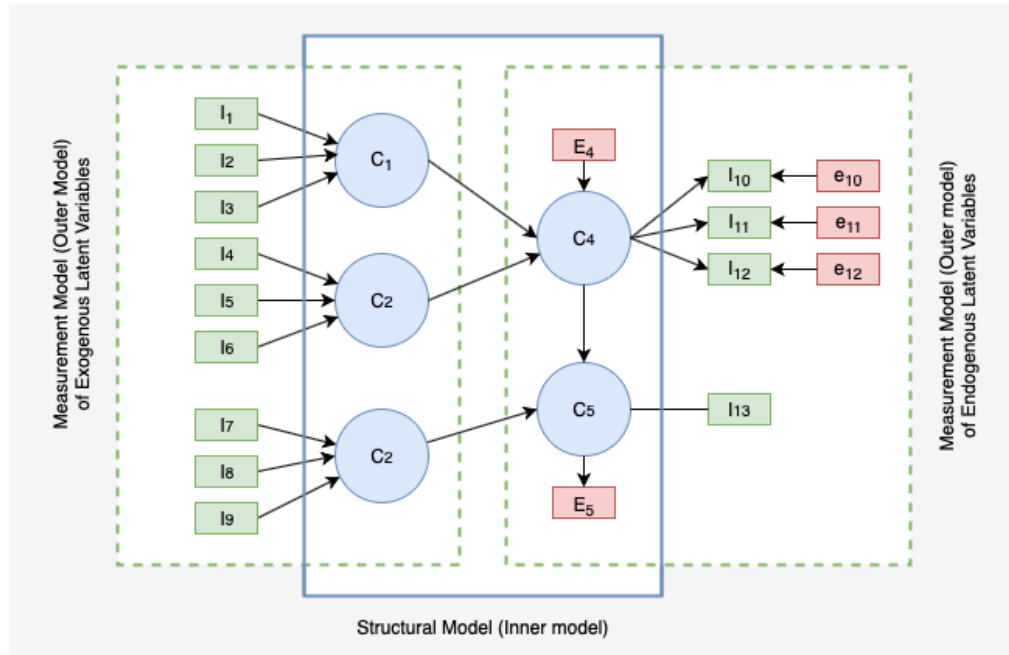 Measurement Model (Outer Model)
of Exogenous Latent Variables
I1
I2
I3
I4
I5
I6
I7
I8
I9
C1
C2
C2
E4
C4
C5
E5
I10
I11
I12
I13
e10
e11
e12
Measurement Model (Outer model)
of Endogenous Latent Variables
Structural Model (Inner model)